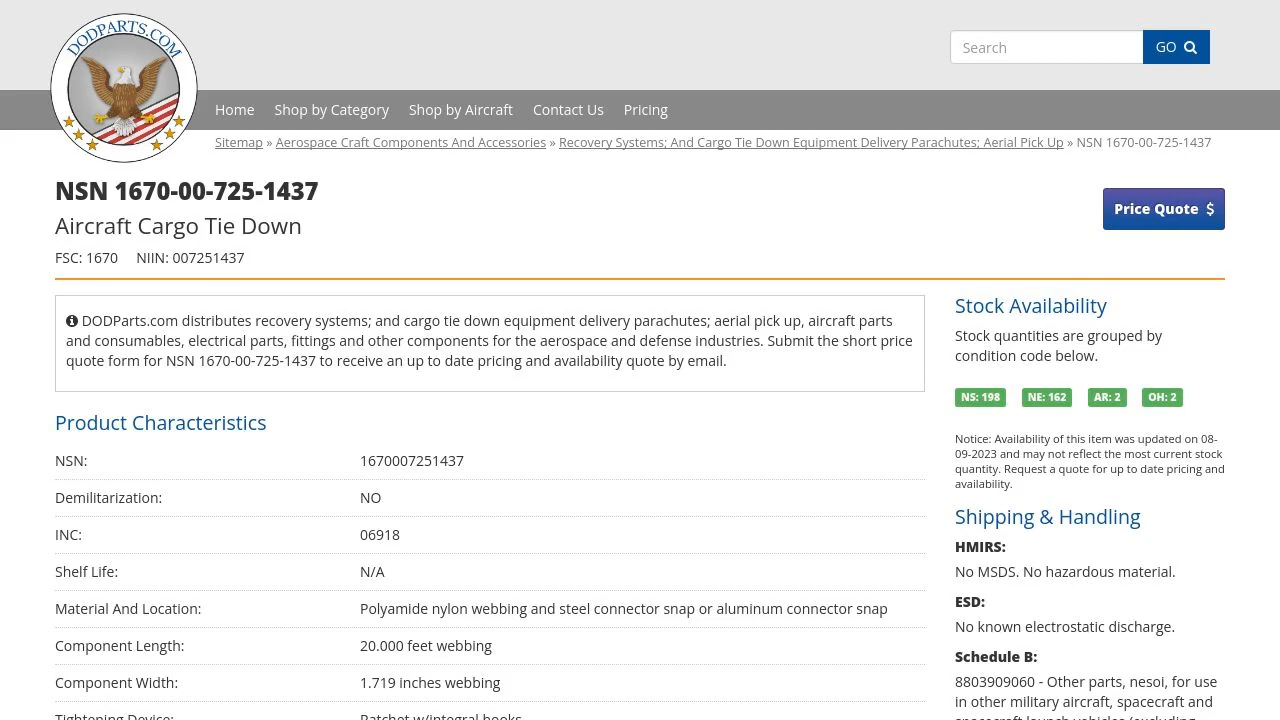 DODPARTS.COM
Search
GO
Home
Shop by Category
Shop by Aircraft
Contact Us
Pricing
Sitemap » Aerospace Craft Components And Accessories » Recovery Systems; And Cargo Tie Down Equipment Delivery Parachutes; Aerial Pick Up » NSN 1670-00-725-1437
NSN 1670-00-725-1437
Aircraft Cargo Tie Down
FSC: 1670 NIIN: 007251437
Price Quote $
DODParts.com distributes recovery systems; and cargo tie down equipment delivery parachutes; aerial pick up, aircraft parts
and consumables, electrical parts, fittings and other components for the aerospace and defense industries. Submit the short price
quote form for NSN 1670-00-725-1437 to receive an up to date pricing and availability quote by email.
Product Characteristics
NSN: 1670007251437
Demilitarization: NO
INC: 06918
Shelf Life: N/A
Material And Location: Polyamide nylon webbing and steel connector snap or aluminum connector snap
Component Length: 20.000 feet webbing
Component Width: 1.719 inches webbing
Tightening Device: Ratchet w/integral hooks
Stock Availability
Stock quantities are grouped by
condition code below.
NS: 198 NE: 162 AR: 2 OH: 2
Notice: Availability of this item was updated on 08-
09-2023 and may not reflect the most current stock
quantity. Request a quote for up to date pricing and
availability.
Shipping & Handling
HMIRS:
No MSDS. No hazardous material.
ESD:
No known electrostatic discharge.
Schedule B:
8803909060 - Other parts, nesoi, for use
in other military aircraft, spacecraft and
spacecraft launch vehicles (excluding